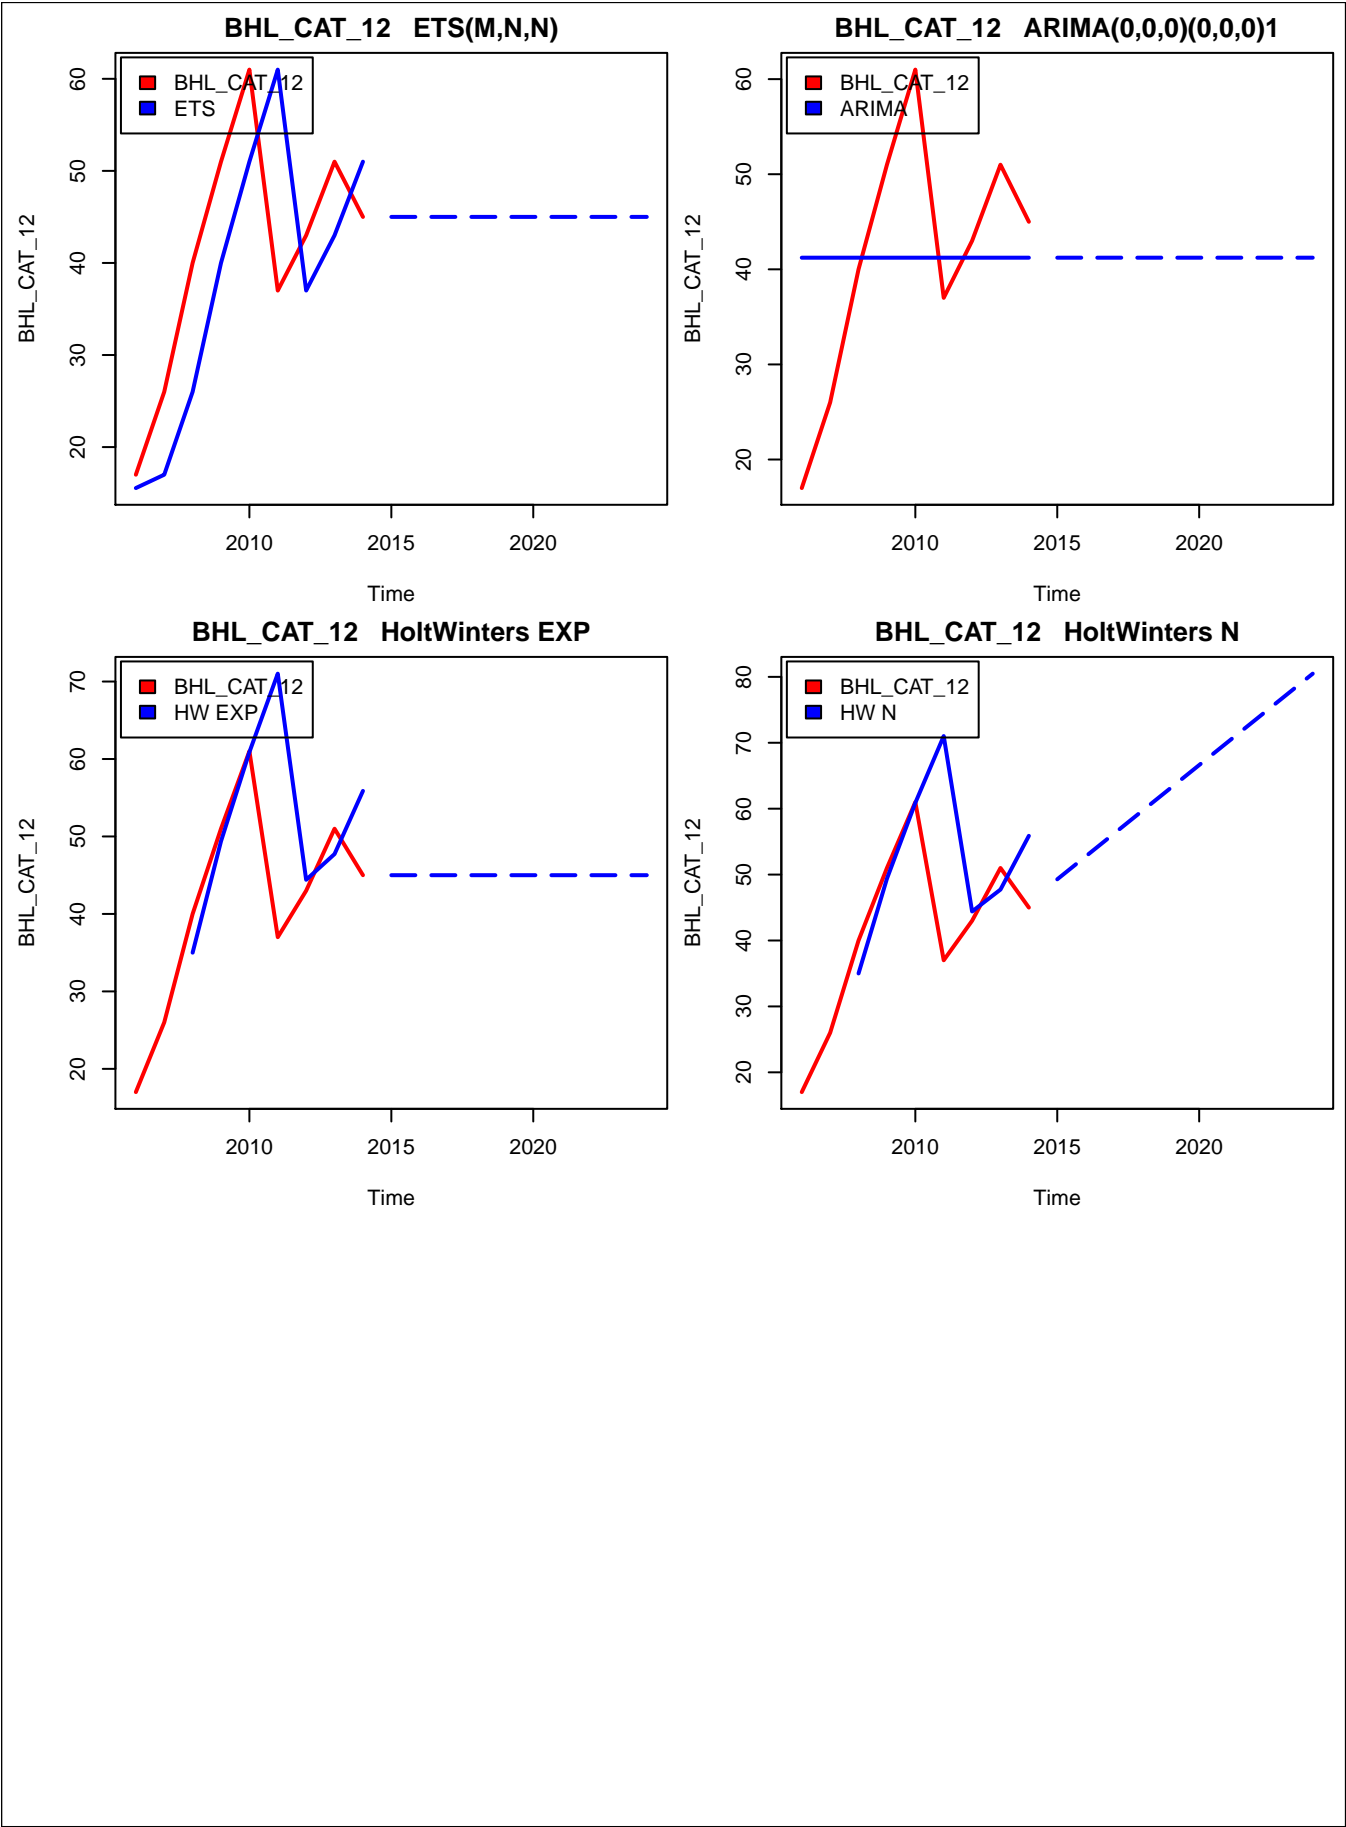 BHL_CAT_12   ETS(M,N,N)
BHL_CAT_12
ETS
60
50
40
30
20
BHL_CAT_12
2010
2015
2020
Time
BHL_CAT_12   ARIMA(0,0,0)(0,0,0)1
BHL_CAT_12
ARIMA
60
50
40
30
20
BHL_CAT_12
2010
2015
2020
Time
BHL_CAT_12   HoltWinters EXP
BHL_CAT_12
HW EXP
70
60
50
40
30
20
BHL_CAT_12
2010
2015
2020
Time
BHL_CAT_12   HoltWinters N
BHL_CAT_12
HW N
80
70
60
50
40
30
20
BHL_CAT_12
2010
2015
2020
Time